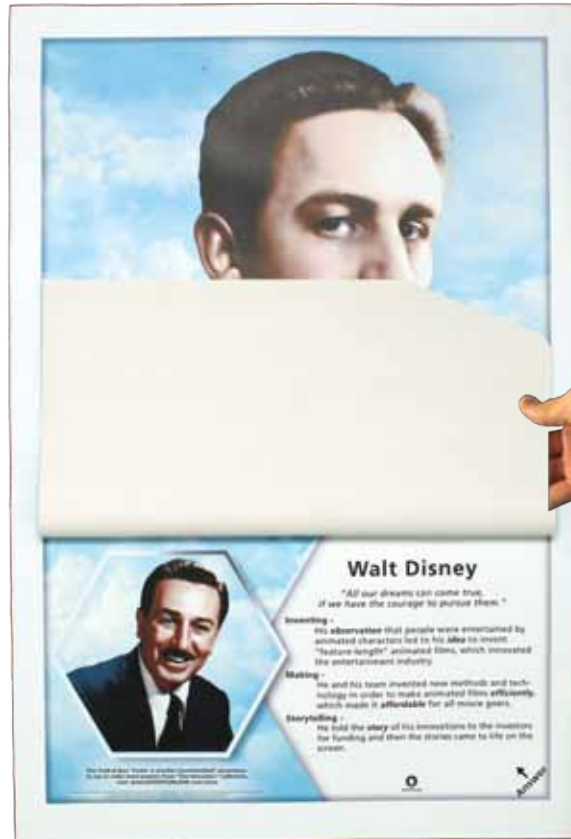 Walt Disney
"All our dreams can come true,
if we have the courage to pursue them."
Inventing -
His observation that people were entertained by
animated characters led to his idea to invent
"feature-length" animated films, which innovated
the entertainment industry.
Making -
He and his team invented new methods and tech-
nology in order to make animated films efficiently,
which made it affordable for all movie goers.
Storytelling -
He told the story of his innovations to the investors
for funding and then the stories came to life on the
screen.
Answer